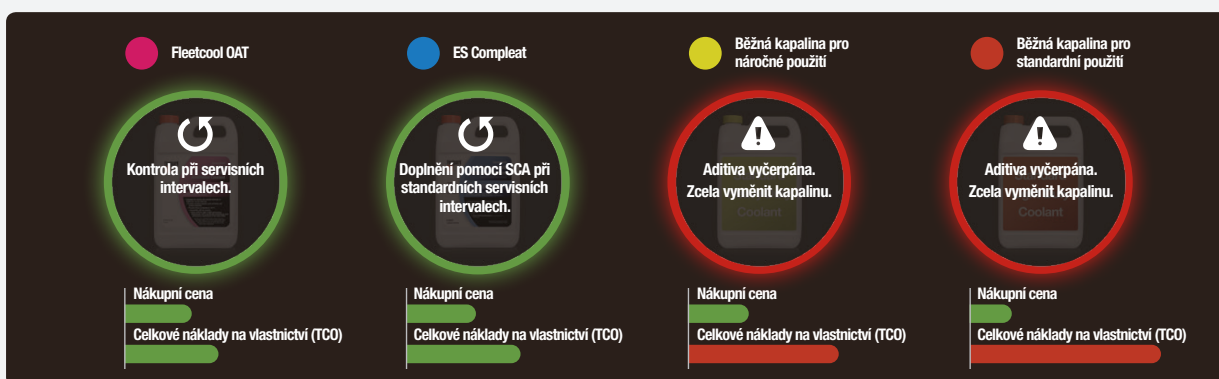 Fleetcool OAT
Kontrola při servisních
intervalech.
Nákupní cena
Celkové náklady na vlastnictví (TCO)
ES Compleat
Doplnění pomocí SCA při
standardních servisních
intervalech.
Nákupní cena
Celkové náklady na vlastnictví (TCO)
Běžná kapalina pro
náročné použití
Aditiva vyčerpána.
Zcela vyměnit kapalinu.
Coolant
Nákupní cena
Celkové náklady na vlastnictví (TCO)
Běžná kapalina pro
standardní použití
Aditiva vyčerpána.
Zcela vyměnit kapalinu.
Coolant
Nákupní cena
Celkové náklady na vlastnictví (TCO)